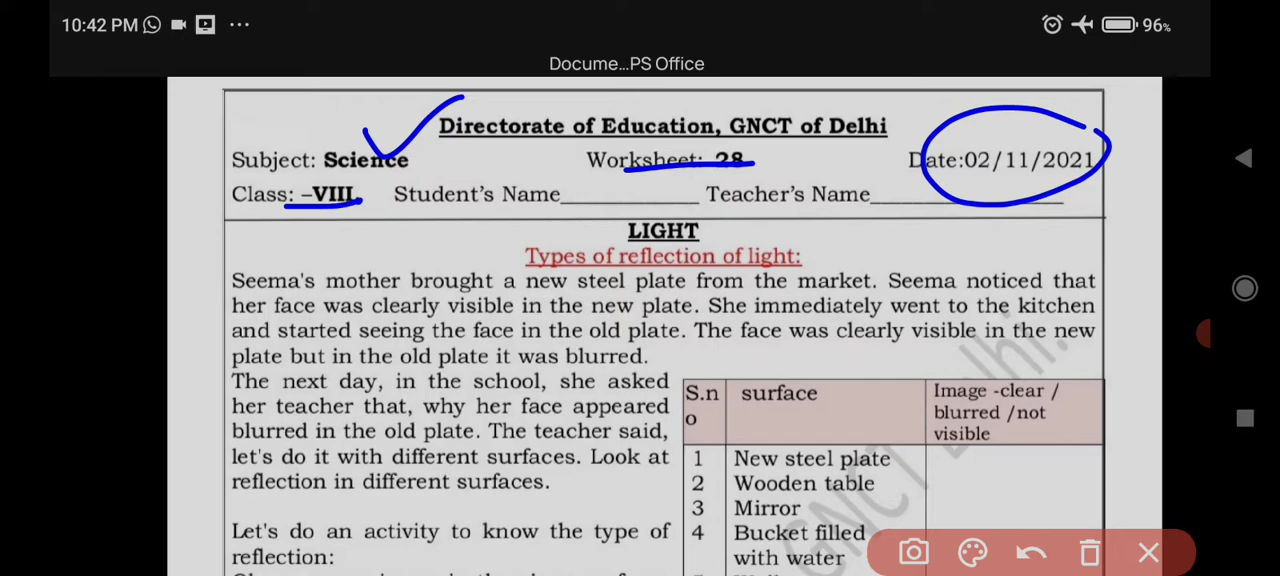 10:42 PM
96%
Docume...PS Office
Directorate of Education, GNCT of Delhi
Subject: Science Worksheet: 28 Date:02/11/2021
Class: –VIII Student's Name__________ Teacher's Name______________
LIGHT
Types of reflection of light:
Seema's mother brought a new steel plate from the market. Seema noticed that
her face was clearly visible in the new plate. She immediately went to the kitchen
and started seeing the face in the old plate. The face was clearly visible in the new
plate but in the old plate it was blurred.
The next day, in the school, she asked
her teacher that, why her face appeared
blurred in the old plate. The teacher said,
let's do it with different surfaces. Look at
reflection in different surfaces.
Let's do an activity to know the type of
reflection:
S.n
o
surface
Image -clear /
blurred /not
visible
1 New steel plate
2 Wooden table
3 Mirror
4 Bucket filled
with water
GNCT Delhi.